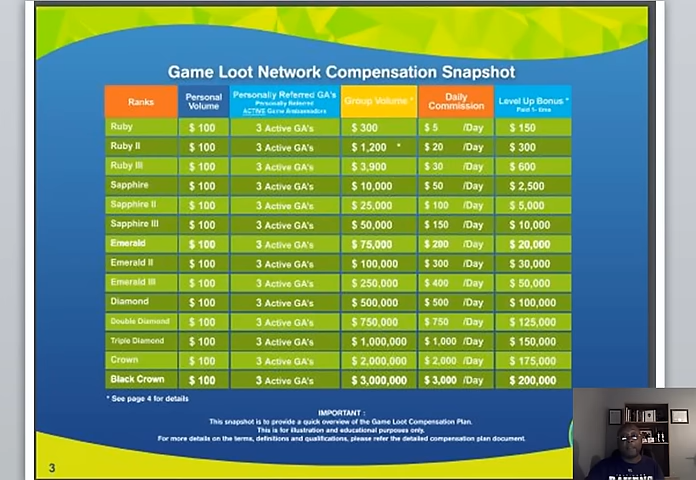 Game Loot Network Compensation Snapshot
Ranks Personal Volume Personally Referred GA's Personally Referred ACTIVE Game Ambassadors Group Volume * Daily Commission Level Up Bonus * Paid 1- time
Ruby $ 100 3 Active GA's $ 300 $ 5 /Day $ 150
Ruby II $ 100 3 Active GA's $ 1,200 * $ 20 /Day $ 300
Ruby III $ 100 3 Active GA's $ 3,900 $ 30 /Day $ 600
Sapphire $ 100 3 Active GA's $ 10,000 $ 50 /Day $ 2,500
Sapphire II $ 100 3 Active GA's $ 25,000 $ 100 /Day $ 5,000
Sapphire III $ 100 3 Active GA's $ 50,000 $ 150 /Day $ 10,000
Emerald $ 100 3 Active GA's $ 75,000 $ 200 /Day $ 20,000
Emerald II $ 100 3 Active GA's $ 100,000 $ 300 /Day $ 30,000
Emerald III $ 100 3 Active GA's $ 250,000 $ 400 /Day $ 50,000
Diamond $ 100 3 Active GA's $ 500,000 $ 500 /Day $ 100,000
Double Diamond $ 100 3 Active GA's $ 750,000 $ 750 /Day $ 125,000
Triple Diamond $ 100 3 Active GA's $ 1,000,000 $ 1,000 /Day $ 150,000
Crown $ 100 3 Active GA's $ 2,000,000 $ 2,000 /Day $ 175,000
Black Crown $ 100 3 Active GA's $ 3,000,000 $ 3,000 /Day $ 200,000
* See page 4 for details
IMPORTANT :
This snapshot is to provide a quick overview of the Game Loot Compensation Plan.
This is for illustration and educational purposes only.
For more details on the terms, definitions and qualifications, please refer the detailed compensation plan document.
3